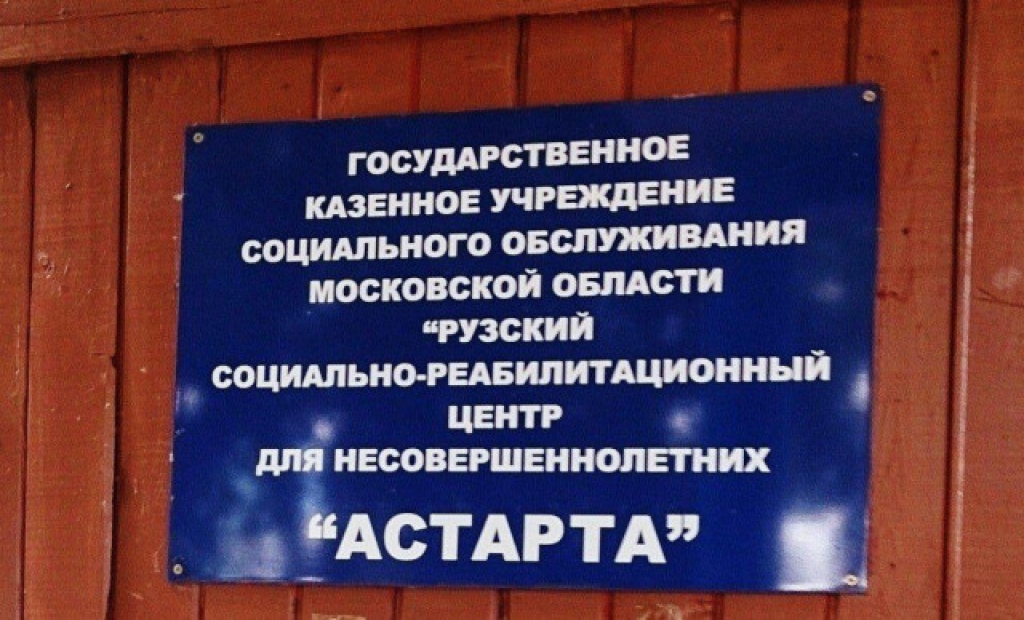 ГОСУДАРСТВЕННОЕ
КАЗЕННОЕ УЧРЕЖДЕНИЕ
СОЦИАЛЬНОГО ОБСЛУЖИВАНИЯ
МОСКОВСКОЙ ОБЛАСТИ
“РУЗСКИЙ
СОЦИАЛЬНО-РЕАБИЛИТАЦИОННЫЙ
ЦЕНТР
ДЛЯ НЕСОВЕРШЕННОЛЕТНИХ
“АСТАРТА”